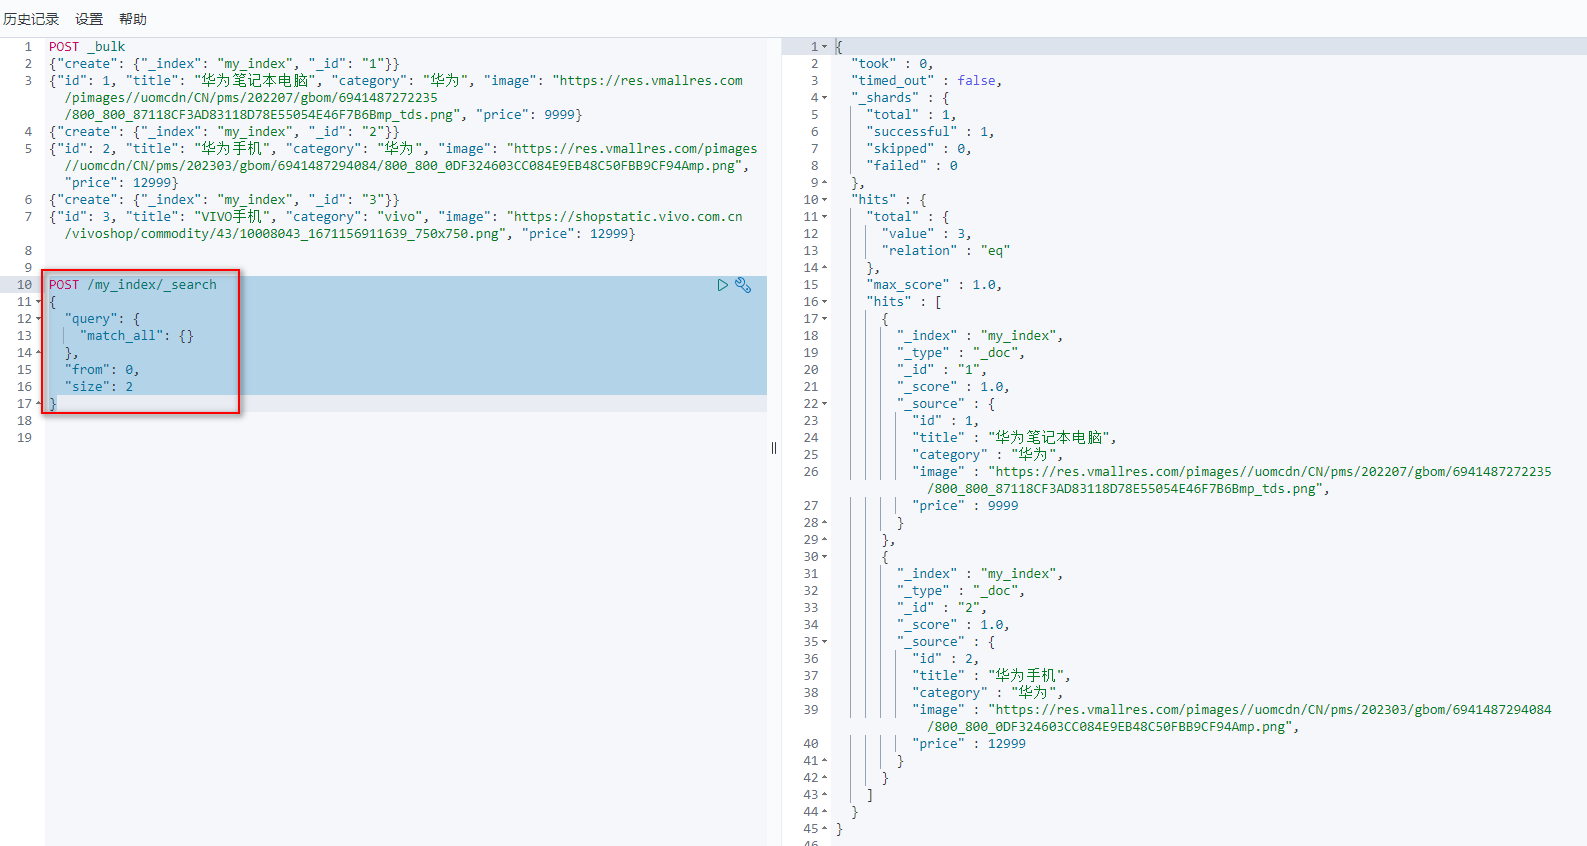 历史记录 设置 帮助
1 POST _bulk
2 {"create": {"_index": "my_index", "_id": "1"}}
3 {"id": 1, "title": "华为笔记本电脑", "category": "华为", "image": "https://res.vmallres.com
/pimages//uomcdn/CN/pms/202207/gbom/6941487272235
/800_800_87118CF3AD83118D78E55054E46F7B6Bmp_tds.png", "price": 9999}
4 {"create": {"_index": "my_index", "_id": "2"}}
5 {"id": 2, "title": "华为手机", "category": "华为", "image": "https://res.vmallres.com/pimages
//uomcdn/CN/pms/202303/gbom/6941487294084/800_800_0DF324603CC084E9EB48C50FBB9CF94Amp.png",
"price": 12999}
6 {"create": {"_index": "my_index", "_id": "3"}}
7 {"id": 3, "title": "VIVO手机", "category": "vivo", "image": "https://shopstatic.vivo.com.cn
/vivoshop/commodity/43/10008043_1671156911639_750x750.png", "price": 12999}
8
9
10 POST /my_index/_search
11 {
12 "query": {
13 "match_all": {}
14 },
15 "from": 0,
16 "size": 2
17 }
18
19
1 {
2 "took" : 0,
3 "timed_out" : false,
4 "_shards" : {
5 "total" : 1,
6 "successful" : 1,
7 "skipped" : 0,
8 "failed" : 0
9 },
10 "hits" : {
11 "total" : {
12 "value" : 3,
13 "relation" : "eq"
14 },
15 "max_score" : 1.0,
16 "hits" : [
17 {
18 "_index" : "my_index",
19 "_type" : "_doc",
20 "_id" : "1",
21 "_score" : 1.0,
22 "_source" : {
23 "id" : 1,
24 "title" : "华为笔记本电脑",
25 "category" : "华为",
26 "image" : "https://res.vmallres.com/pimages//uomcdn/CN/pms/202207/gbom/6941487272235
/800_800_87118CF3AD83118D78E55054E46F7B6Bmp_tds.png",
27 "price" : 9999
28 }
29 },
30 {
31 "_index" : "my_index",
32 "_type" : "_doc",
33 "_id" : "2",
34 "_score" : 1.0,
35 "_source" : {
36 "id" : 2,
37 "title" : "华为手机",
38 "category" : "华为",
39 "image" : "https://res.vmallres.com/pimages//uomcdn/CN/pms/202303/gbom/6941487294084
/800_800_0DF324603CC084E9EB48C50FBB9CF94Amp.png",
40 "price" : 12999
41 }
42 }
43 ]
44 }
45 }
46